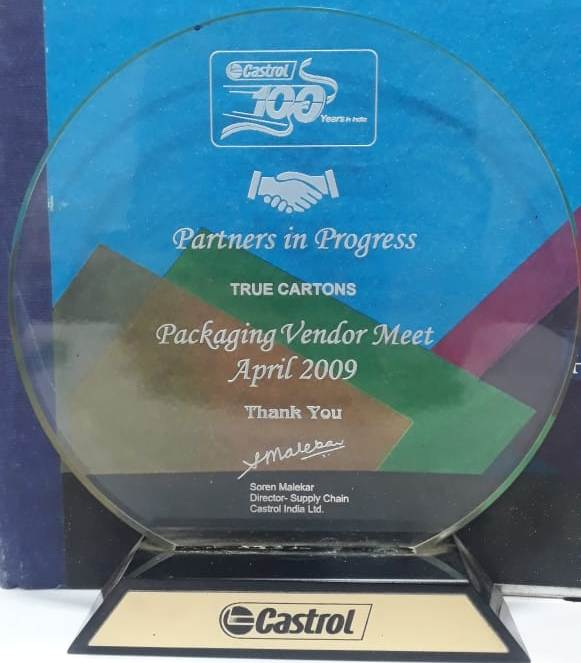 Castrol
100
Years in India
Partners in Progress
TRUE CARTONS
Packaging Vendor Meet
April 2009
Thank You
SMalekar
Soren Malekar
Director- Supply Chain
Castrol India Ltd.
Castrol